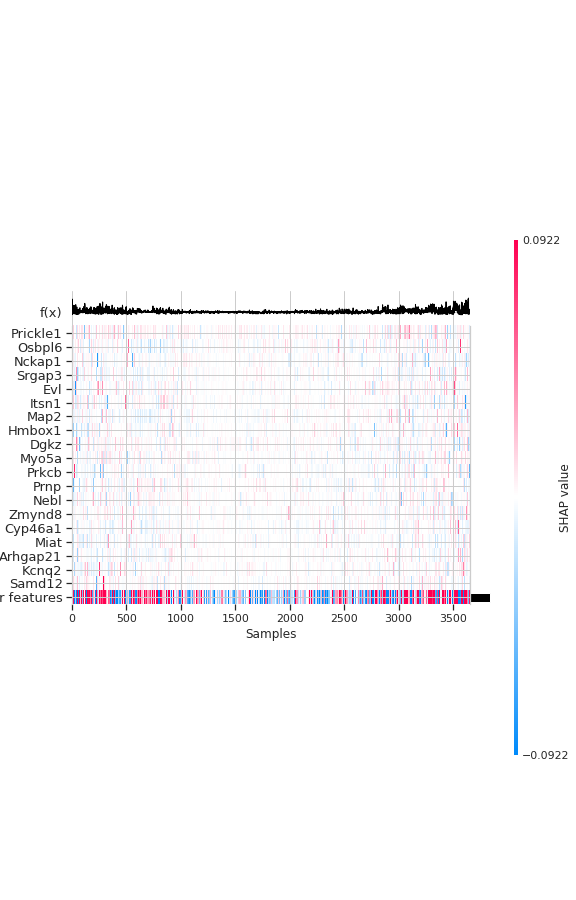 0.0922
f(x)
Prickle1
Osbpl6
Nckap1
Srgap3
Evl
Itsn1
Map2
Hmbox1
Dgkz
Myo5a
Prkcb
Prnp
Nebl
Zmynd8
Cyp46a1
Miat
Arhgap21
Kcnq2
Samd12
r features
0 500 1000 1500 2000 2500 3000 3500
Samples
SHAP value
−0.0922